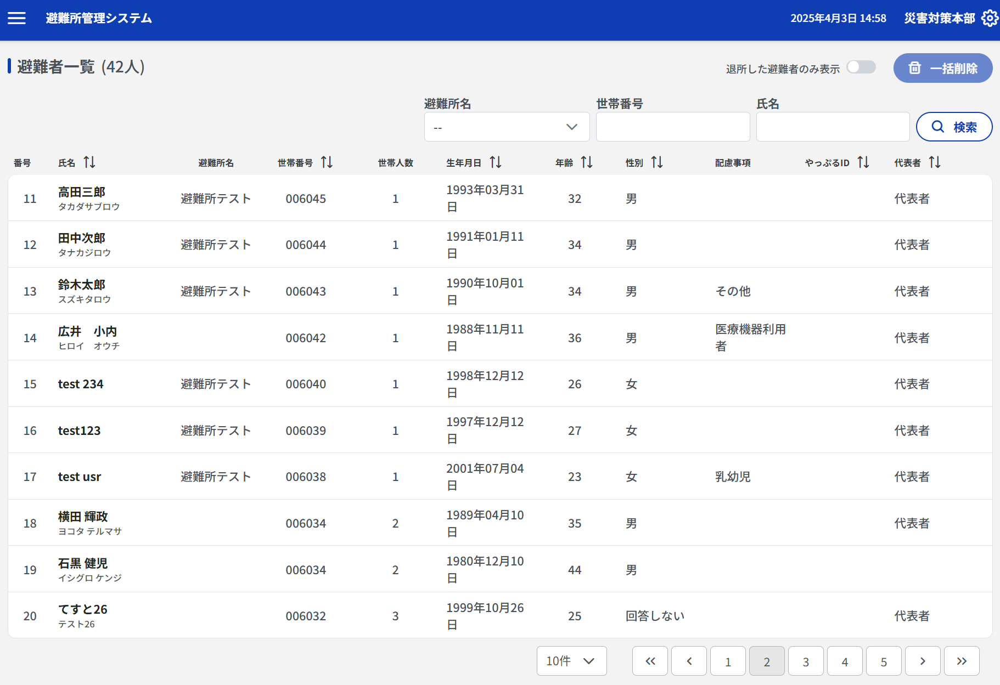 避難所管理システム
2025年4月3日 14:58 災害対策本部
避難者一覧 (42人)
退所した避難者のみ表示
一括削除
避難所名 世帯番号 氏名
--
検索
番号 氏名 避難所名 世帯番号 世帯人数 生年月日 年齢 性別 配慮事項 やっぷるID 代表者
11 高田三郎 避難所テスト 006045 1 1993年03月31日 32 男 代表者
タカダサブロウ
12 田中次郎 避難所テスト 006044 1 1991年01月11日 34 男 代表者
タナカジロウ
13 鈴木太郎 避難所テスト 006043 1 1990年10月01日 34 男 その他 代表者
スズキタロウ
14 広井　小内 006042 1 1988年11月11日 36 男 医療機器利用者 代表者
ヒロイ　オウチ
15 test 234 避難所テスト 006040 1 1998年12月12日 26 女 代表者
16 test123 避難所テスト 006039 1 1997年12月12日 27 女 代表者
17 test usr 避難所テスト 006038 1 2001年07月04日 23 女 乳幼児 代表者
18 横田 輝政 006034 2 1989年04月10日 35 男 代表者
ヨコタ テルマサ
19 石黒 健児 006034 2 1980年12月10日 44 男
イシグロ ケンジ
20 てすと26 006032 3 1999年10月26日 25 回答しない 代表者
テスト26
10件 « ‹ 1 2 3 4 5 › »